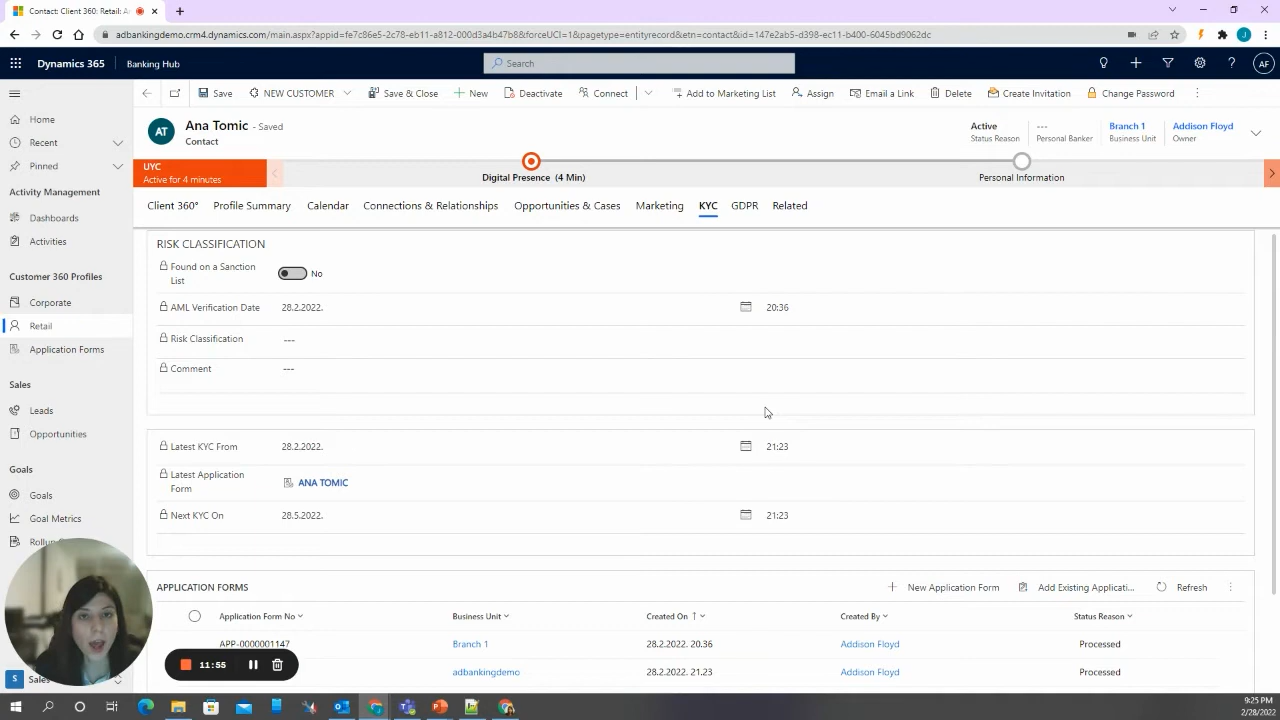 Contact: Client 360: Retail: A
adbankingdemo.crm4.dynamics.com/main.aspx?appid=fe7c86e5-2c78-eb11-a812-000d3a4b47b8&forceUCI=1&pagetype=entityrecord&etn=contact&id=147e2ab5-d398-ec11-b400-6045bd9062dc
J
Dynamics 365
Banking Hub
Search
AF
Save
NEW CUSTOMER
Save & Close
New
Deactivate
Connect
Add to Marketing List
Assign
Email a Link
Delete
Create Invitation
Change Password
Home
Recent
Pinned
Activity Management
Dashboards
Activities
Customer 360 Profiles
Corporate
Retail
Application Forms
Sales
Leads
Opportunities
Goals
Goals
Goal Metrics
S
AT
Ana Tomic - Saved
Contact
Active
Status Reason
---
Personal Banker
Branch 1
Business Unit
Addison Floyd
Owner
UYC
Active for 4 minutes
Digital Presence (4 Min)
Personal Information
Client 360°
Profile Summary
Calendar
Connections & Relationships
Opportunities & Cases
Marketing
KYC
GDPR
Related
RISK CLASSIFICATION
Found on a Sanction
List
No
AML Verification Date
28.2.2022.
20:36
Risk Classification
---
Comment
---
Latest KYC From
28.2.2022.
21:23
Latest Application
Form
ANA TOMIC
Next KYC On
28.5.2022.
21:23
APPLICATION FORMS
New Application Form
Add Existing Applicati...
Refresh
Application Form No
Business Unit
Created On
Created By
Status Reason
APP-0000001147
Branch 1
28.2.2022. 20.36
Addison Floyd
Processed
adbankingdemo
28.2.2022. 21.23
Addison Floyd
Processed
11:55
9:25 PM
2/28/2022